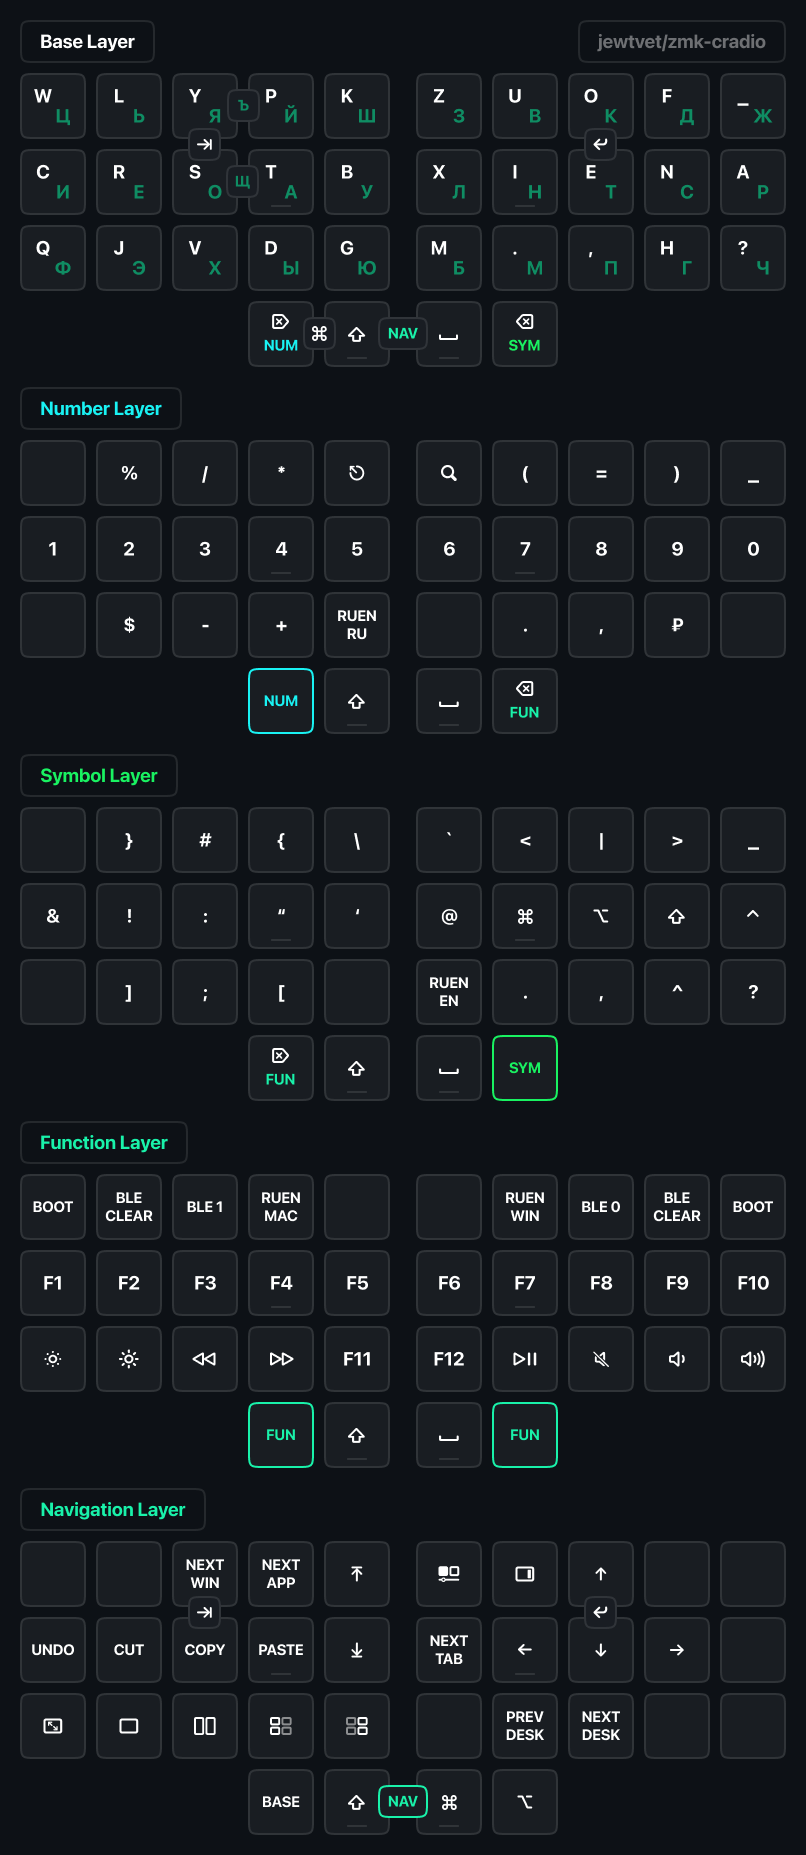 Base Layer
jewtvet/zmk-cradio
W Ц L Ь Y Я Ъ P Й K Ш Z З U В O К F Д _ Ж
C И R Е S О Щ T А B У X Л I Н E Т N С A Р
Q Ф J Э V Х D Ы G Ю M Б . М , П H Г ? Ч
NUM ⌘ NAV SYM
Number Layer
% / * ( = ) _
1 2 3 4 5 6 7 8 9 0
$ - + RUEN RU . , ₽
NUM FUN
Symbol Layer
} # { \ ` < | > _
& ! : “ ‘ @ ⌘ ⌥ ^
] ; [ RUEN EN . , ^ ?
FUN SYM
Function Layer
BOOT BLE CLEAR BLE 1 RUEN MAC RUEN WIN BLE 0 BLE CLEAR BOOT
F1 F2 F3 F4 F5 F6 F7 F8 F9 F10
F11 F12
FUN FUN
Navigation Layer
NEXT WIN NEXT APP
UNDO CUT COPY PASTE NEXT TAB
PREV DESK NEXT DESK
BASE NAV ⌘ ⌥